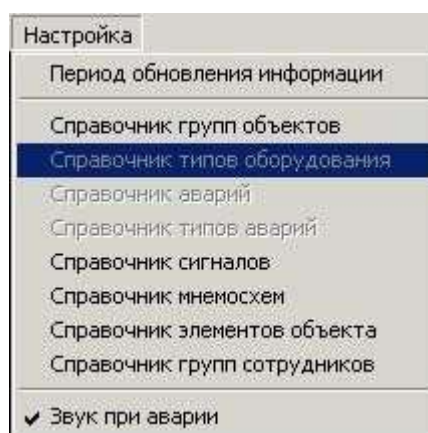 Настройка
Период обновления информации
Справочник групп объектов
Справочник типов оборудования
Справочник аварий
Справочник типов аварий
Справочник сигналов
Справочник мнемосхем
Справочник элементов объекта
Справочник групп сотрудников
Звук при аварии